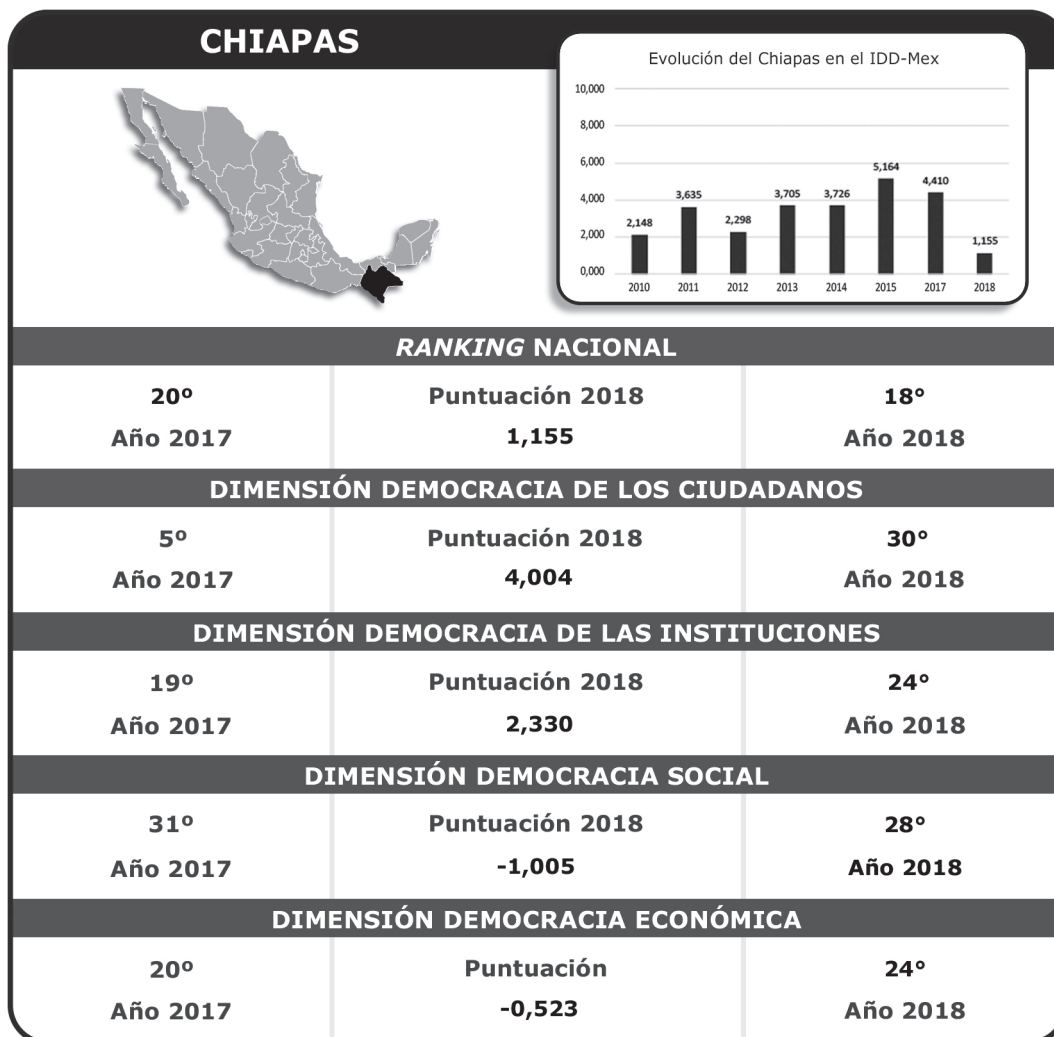 CHIAPAS
Evolución del Chiapas en el IDD-Mex
10,000
8,000
6,000
4,000
2,000
0,000
2,148
3,635
2,298
3,705
3,726
5,164
4,410
1,155
2010 2011 2012 2013 2014 2015 2017 2018
RANKING NACIONAL
20º Puntuación 2018 18°
Año 2017 1,155 Año 2018
DIMENSIÓN DEMOCRACIA DE LOS CIUDADANOS
5º Puntuación 2018 30°
Año 2017 4,004 Año 2018
DIMENSIÓN DEMOCRACIA DE LAS INSTITUCIONES
19º Puntuación 2018 24°
Año 2017 2,330 Año 2018
DIMENSIÓN DEMOCRACIA SOCIAL
31º Puntuación 2018 28°
Año 2017 -1,005 Año 2018
DIMENSIÓN DEMOCRACIA ECONÓMICA
20º Puntuación 24°
Año 2017 -0,523 Año 2018